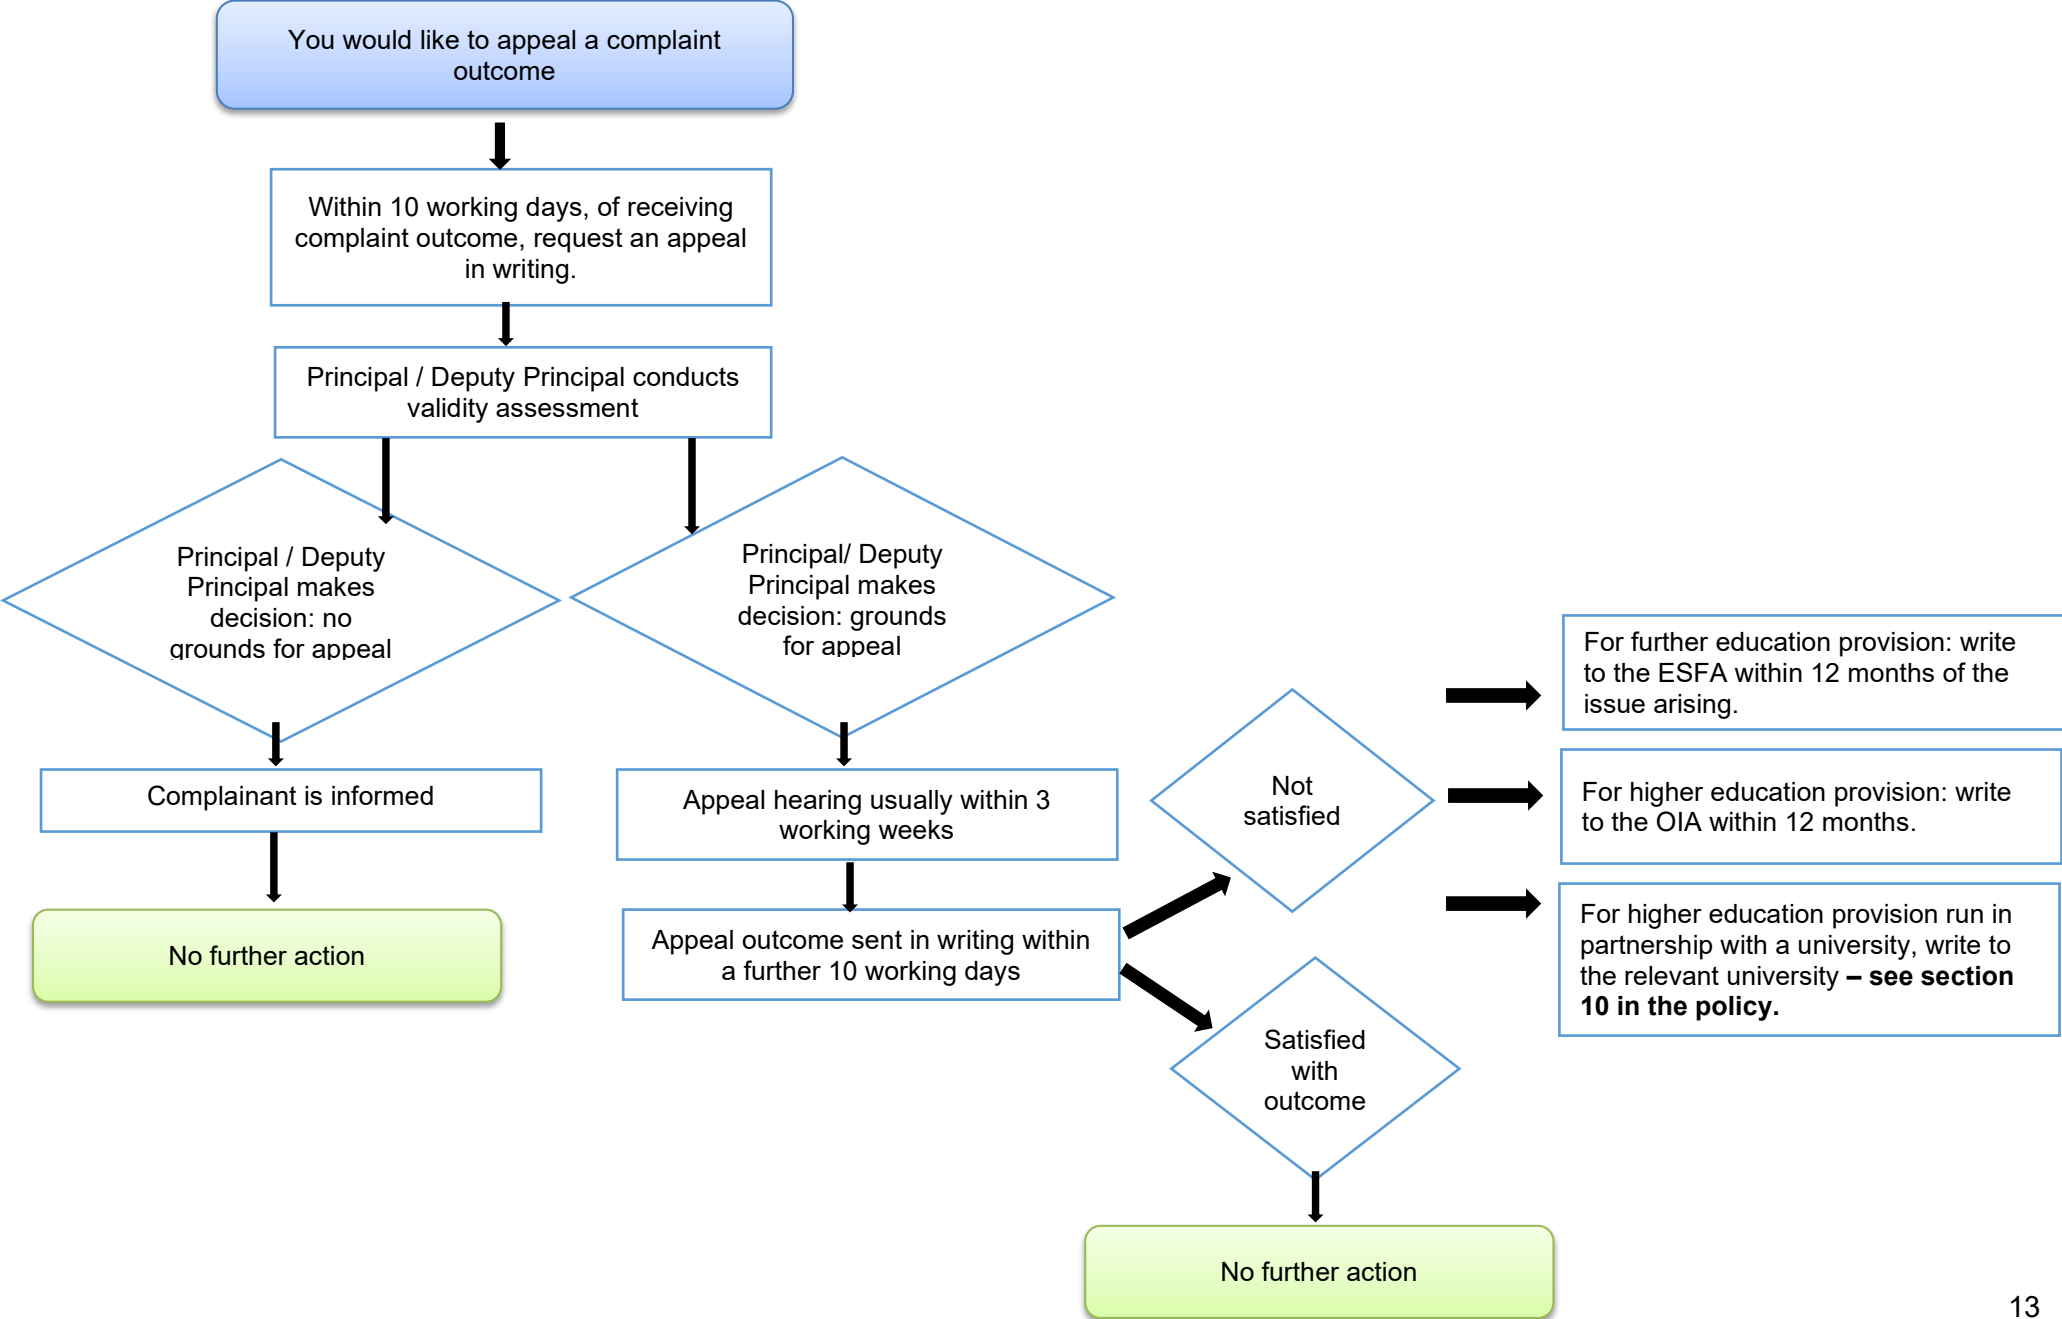 You would like to appeal a complaint
outcome
Within 10 working days, of receiving
complaint outcome, request an appeal
in writing.
Principal / Deputy Principal conducts
validity assessment
Principal / Deputy
Principal makes
decision: no
grounds for appeal
Principal/ Deputy
Principal makes
decision: grounds
for appeal
Complainant is informed
No further action
Appeal hearing usually within 3
working weeks
Appeal outcome sent in writing within
a further 10 working days
Not
satisfied
Satisfied
with
outcome
No further action
For further education provision: write
to the ESFA within 12 months of the
issue arising.
For higher education provision: write
to the OIA within 12 months.
For higher education provision run in
partnership with a university, write to
the relevant university – see section
10 in the policy.
13